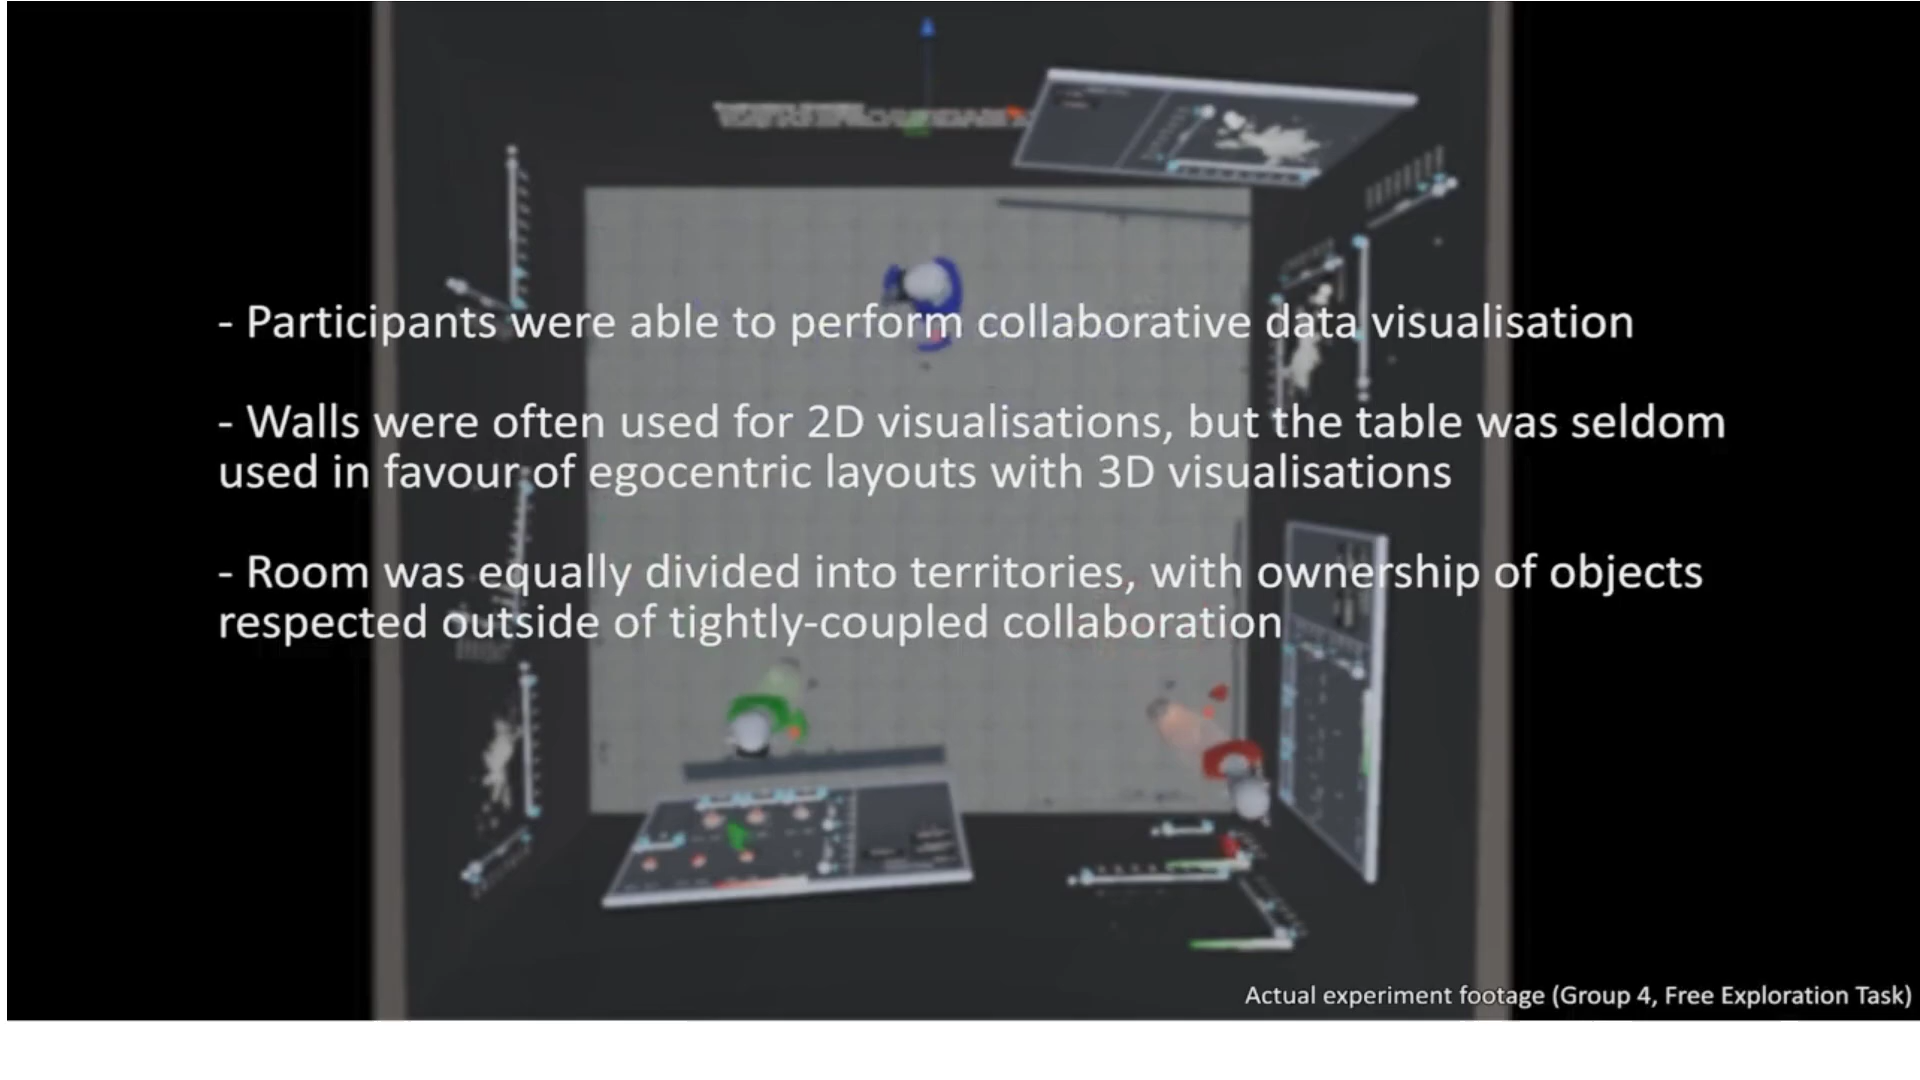 - Participants were able to perform collaborative data visualisation
- Walls were often used for 2D visualisations, but the table was seldom
used in favour of egocentric layouts with 3D visualisations
- Room was equally divided into territories, with ownership of objects
respected outside of tightly-coupled collaboration
Actual experiment footage (Group 4, Free Exploration Task)